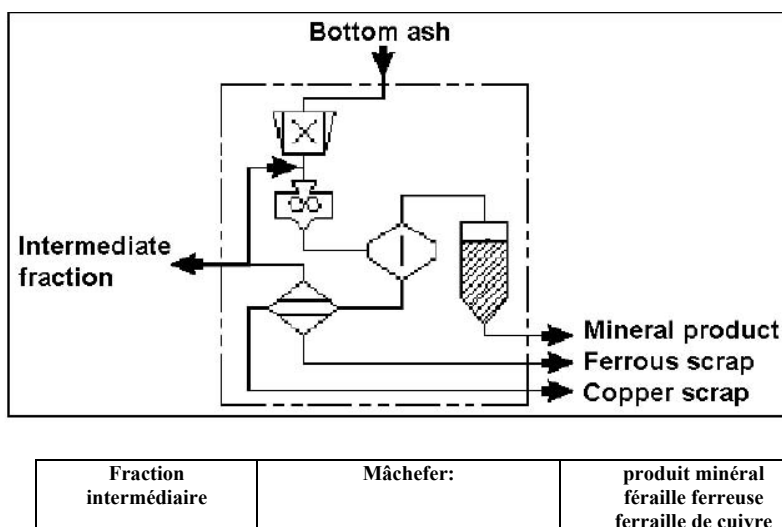 Bottom ash
Intermediate
fraction
Mineral product
Ferrous scrap
Copper scrap
Fraction
intermédiaire
Mâchefer:
produit minéral
féraille ferreuse
ferraille de cuivre